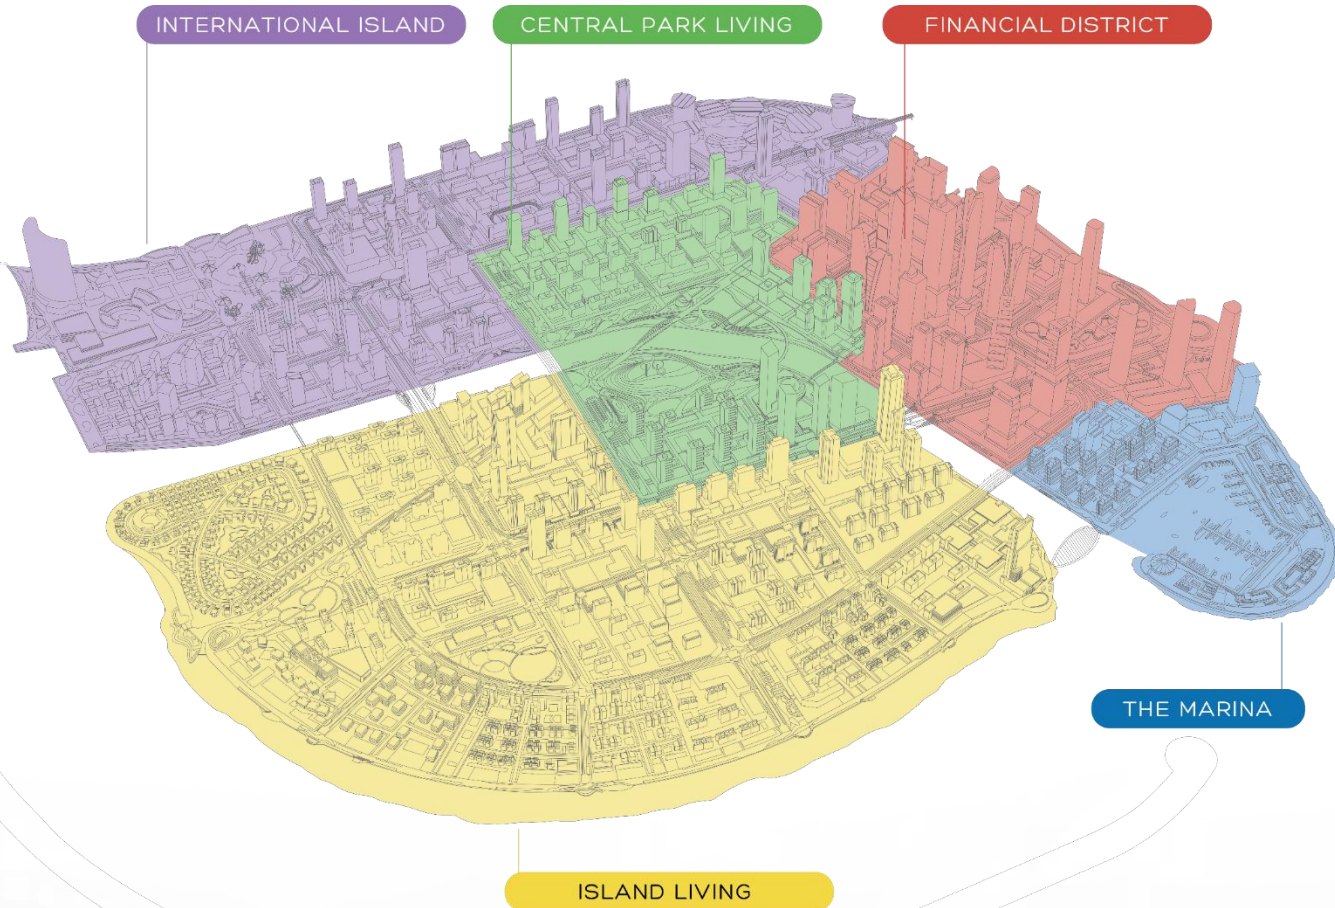 INTERNATIONAL ISLAND
CENTRAL PARK LIVING
FINANCIAL DISTRICT
THE MARINA
ISLAND LIVING